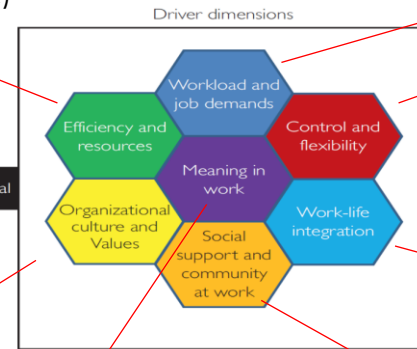 )
Driver dimensions
Workload and
job demands
Efficiency and
resources
Control and
flexibility
Meaning in
work
al
Organizational
culture and
Values
Work-life
integration
Social
support and
community
at work